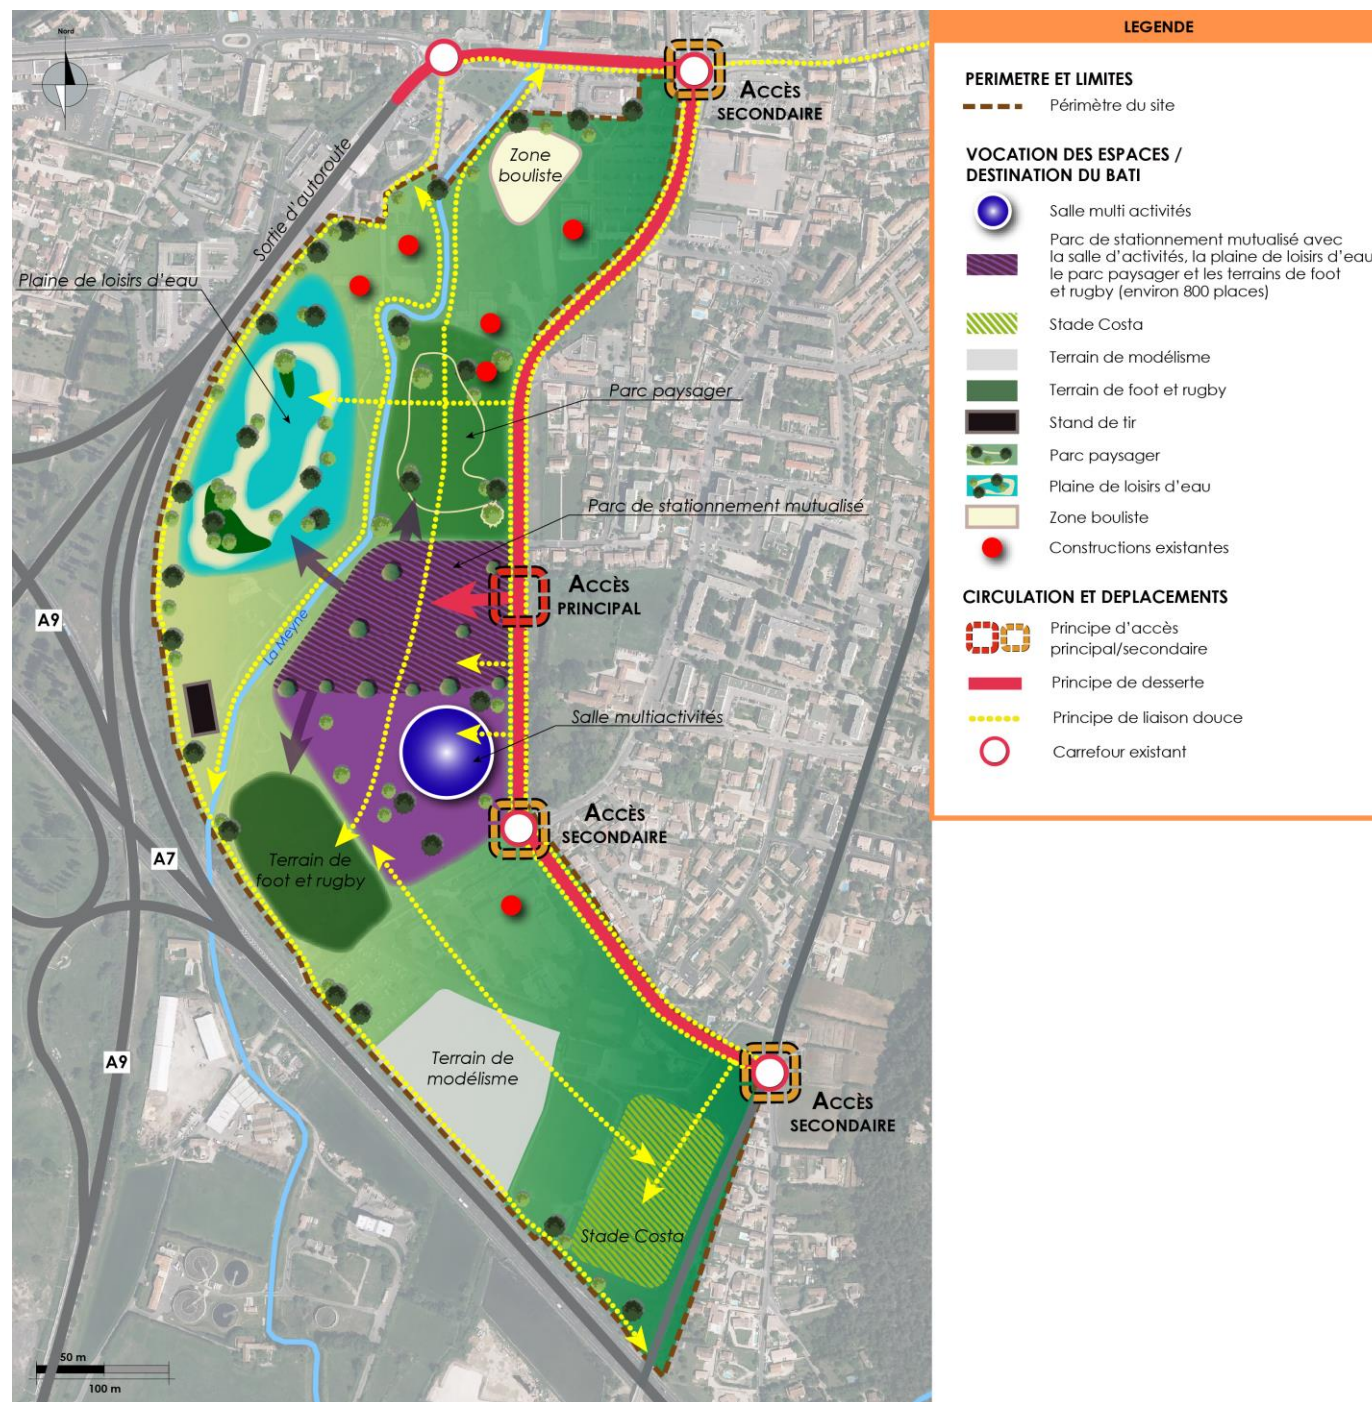 Nord
Sortie d'autoroute
ACCÈS
SECONDAIRE
Zone
bouliste
Plaine de loisirs d'eau
Parc paysager
Parc de stationnement mutualisé
ACCÈS
PRINCIPAL
La Meyne
A9
Salle multiactivités
ACCÈS
SECONDAIRE
A7
Terrain de
foot et rugby
A9
Terrain de
modélisme
ACCÈS
SECONDAIRE
Stade Costa
50 m
100 m
LEGENDE
PERIMETRE ET LIMITES
Périmètre du site
VOCATION DES ESPACES /
DESTINATION DU BATI
Salle multi activités
Parc de stationnement mutualisé avec
la salle d'activités, la plaine de loisirs d'eau
le parc paysager et les terrains de foot
et rugby (environ 800 places)
Stade Costa
Terrain de modélisme
Terrain de foot et rugby
Stand de tir
Parc paysager
Plaine de loisirs d'eau
Zone bouliste
Constructions existantes
CIRCULATION ET DEPLACEMENTS
Principe d'accès
principal/secondaire
Principe de desserte
Principe de liaison douce
Carrefour existant